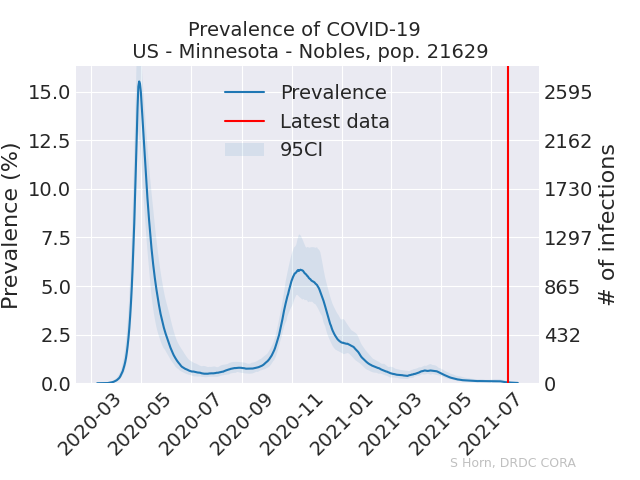 Prevalence of COVID-19
US - Minnesota - Nobles, pop. 21629
Prevalence (%)
15.0
12.5
10.0
7.5
5.0
2.5
0.0
Prevalence
Latest data
95CI
2595
2162
1730
1297
865
432
0
# of infections
2020-03
2020-05
2020-07
2020-09
2020-11
2021-01
2021-03
2021-05
2021-07
S Horn, DRDC CORA